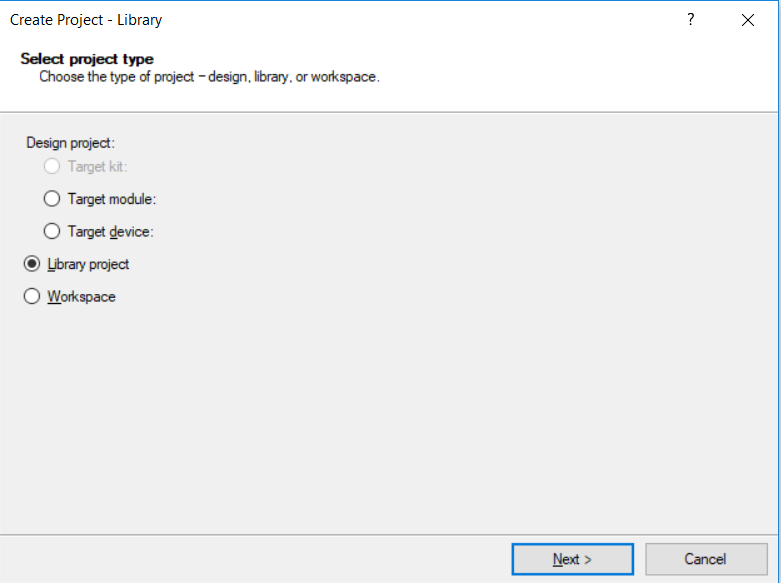 Create Project - Library
?
Select project type
Choose the type of project – design, library, or workspace.
Design project:
Target kit:
Target module:
Target device:
Library project
Workspace
Next >
Cancel